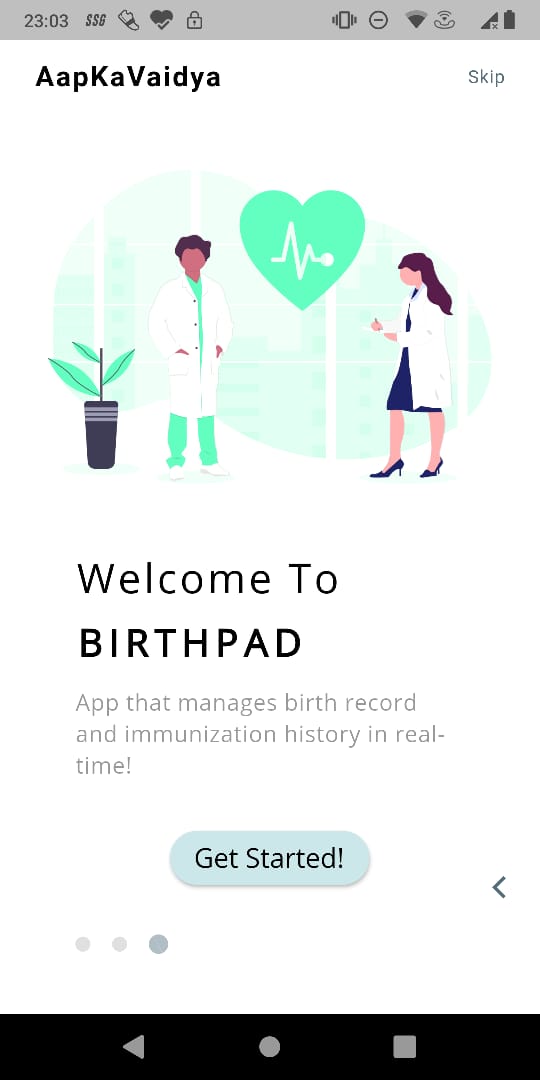 23:03 SSG
AapKaVaidya
Skip
Welcome To
BIRTHPAD
App that manages birth record
and immunization history in real-
time!
Get Started!